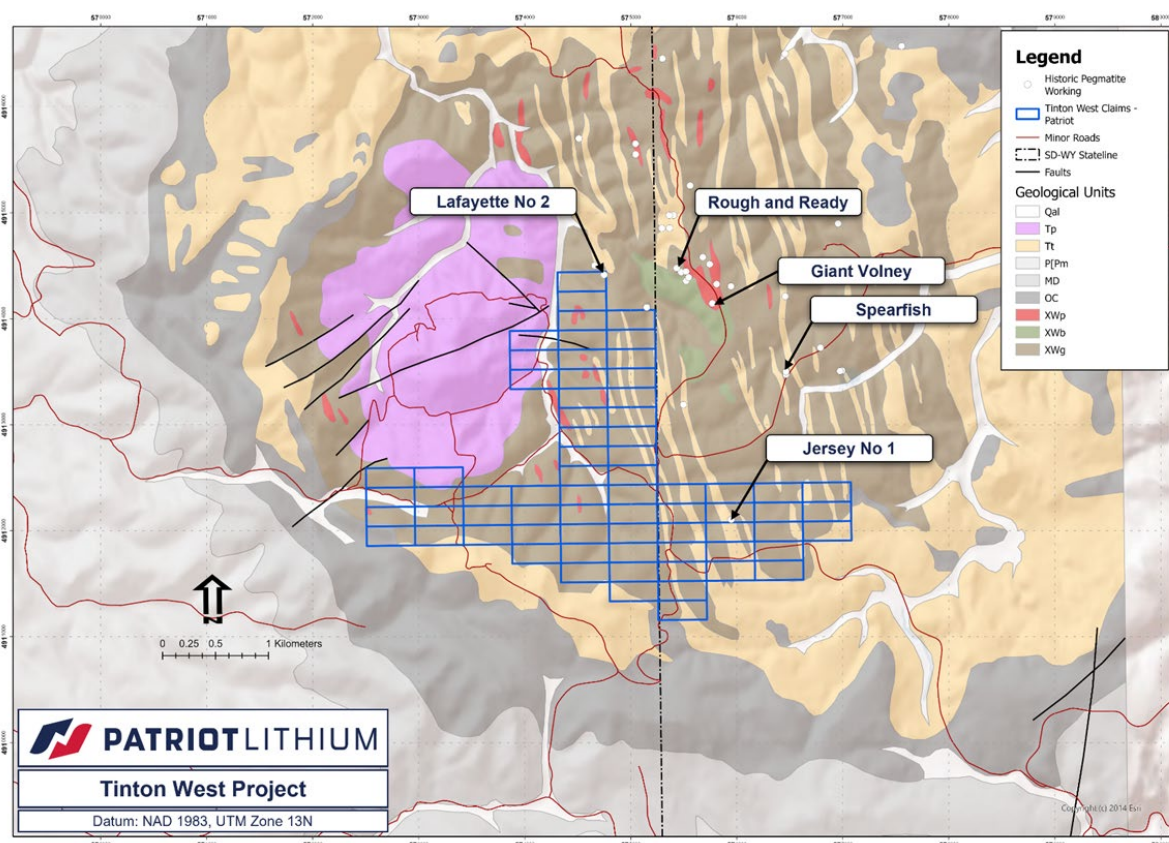 Legend
Historic Pegmatite
Working
Tinton West Claims -
Patriot
Minor Roads
SD-WY Stateline
Faults
Geological Units
Qal
Tp
Tt
P[Pm
MD
OC
XWp
XWb
XWg
Lafayette No 2
Rough and Ready
Giant Volney
Spearfish
Jersey No 1
N
0 0.25 0.5 1 Kilometers
PATRIOT LITHIUM
Tinton West Project
Datum: NAD 1983, UTM Zone 13N
Copyright (c) 2014 Esri